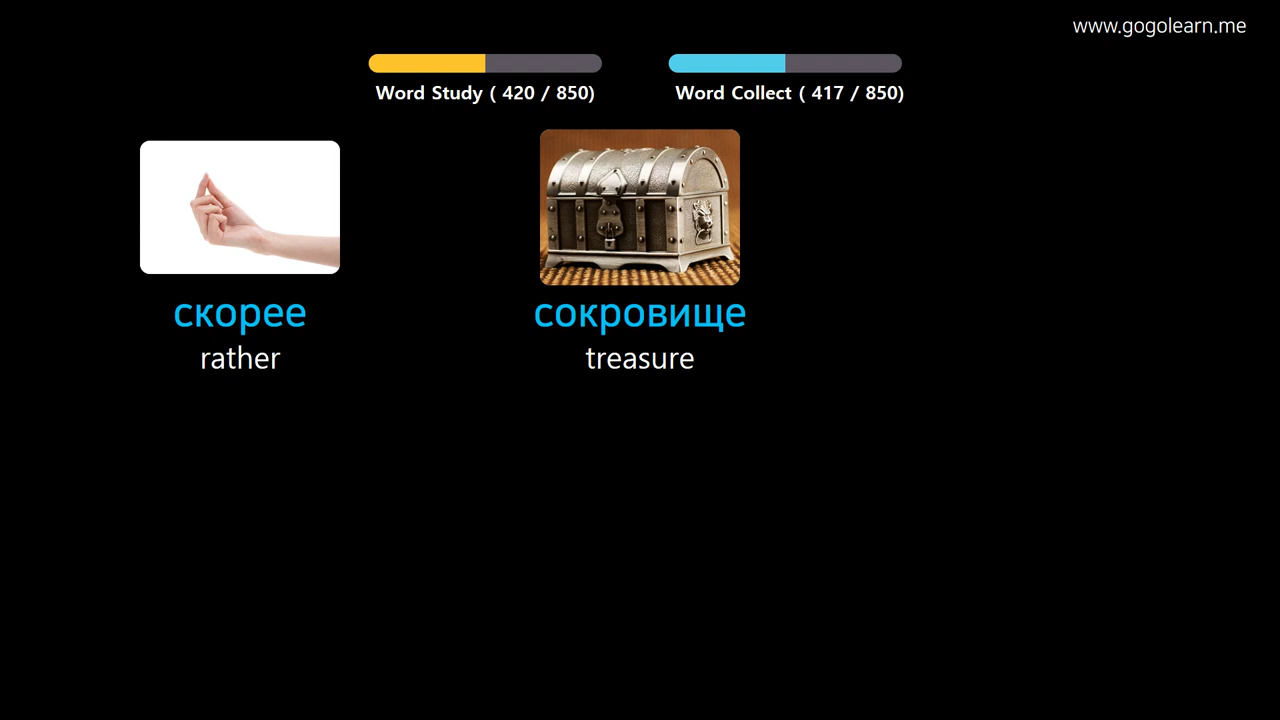 www.gogolearn.me
Word Study ( 420 / 850)
Word Collect ( 417 / 850)
скорее
rather
сокровище
treasure